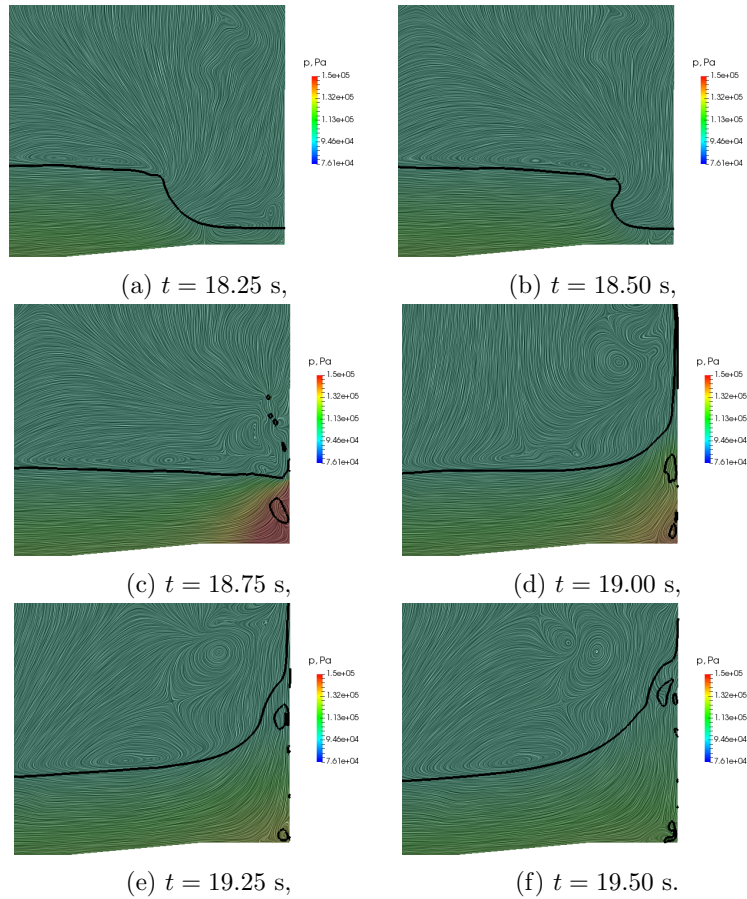 p, Pa
1.5e+05
1.32e+05
1.13e+05
9.46e+04
7.61e+04
p, Pa
1.5e+05
1.32e+05
1.13e+05
9.46e+04
7.61e+04
(a) t = 18.25 s,
(b) t = 18.50 s,
p, Pa
1.5e+05
1.32e+05
1.13e+05
9.46e+04
7.61e+04
p, Pa
1.5e+05
1.32e+05
1.13e+05
9.46e+04
7.61e+04
(c) t = 18.75 s,
(d) t = 19.00 s,
p, Pa
1.5e+05
1.32e+05
1.13e+05
9.46e+04
7.61e+04
p, Pa
1.5e+05
1.32e+05
1.13e+05
9.46e+04
7.61e+04
(e) t = 19.25 s,
(f) t = 19.50 s.